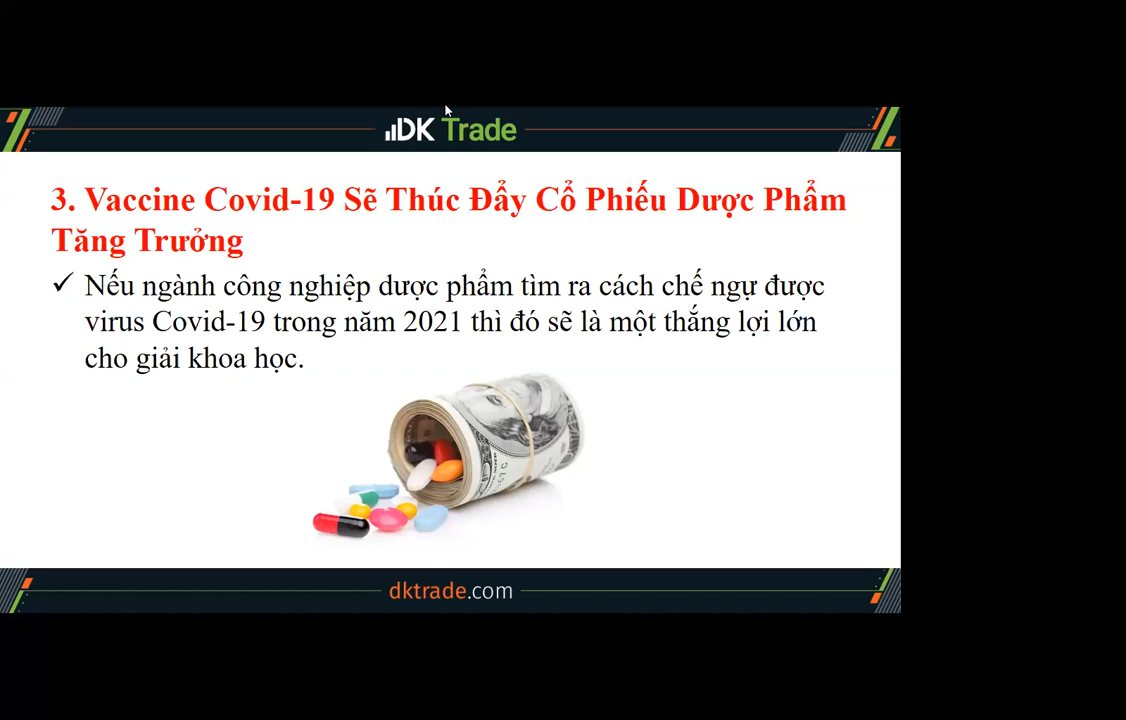 DK Trade
3. Vaccine Covid-19 Sẽ Thúc Đẩy Cổ Phiếu Dược Phẩm
Tăng Trưởng
✓ Nếu ngành công nghiệp dược phẩm tìm ra cách chế ngự được
virus Covid-19 trong năm 2021 thì đó sẽ là một thắng lợi lớn
cho giải khoa học.
dktrade.com